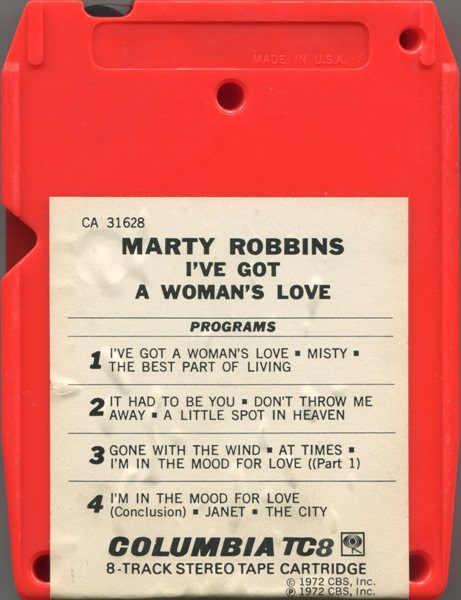 MADE IN U.S.A.
CA 31628
MARTY ROBBINS
I'VE GOT
A WOMAN'S LOVE
PROGRAMS
1 I'VE GOT A WOMAN'S LOVE ▪ MISTY ▪
THE BEST PART OF LIVING
2 IT HAD TO BE YOU ▪ DON'T THROW ME
AWAY ▪ A LITTLE SPOT IN HEAVEN
3 GONE WITH THE WIND ▪ AT TIMES ▪
I'M IN THE MOOD FOR LOVE ((Part 1)
4 I'M IN THE MOOD FOR LOVE
(Conclusion) ▪ JANET ▪ THE CITY
COLUMBIA TC8
8-TRACK STEREO TAPE CARTRIDGE
© 1972 CBS, Inc.
℗ 1972 CBS, Inc.